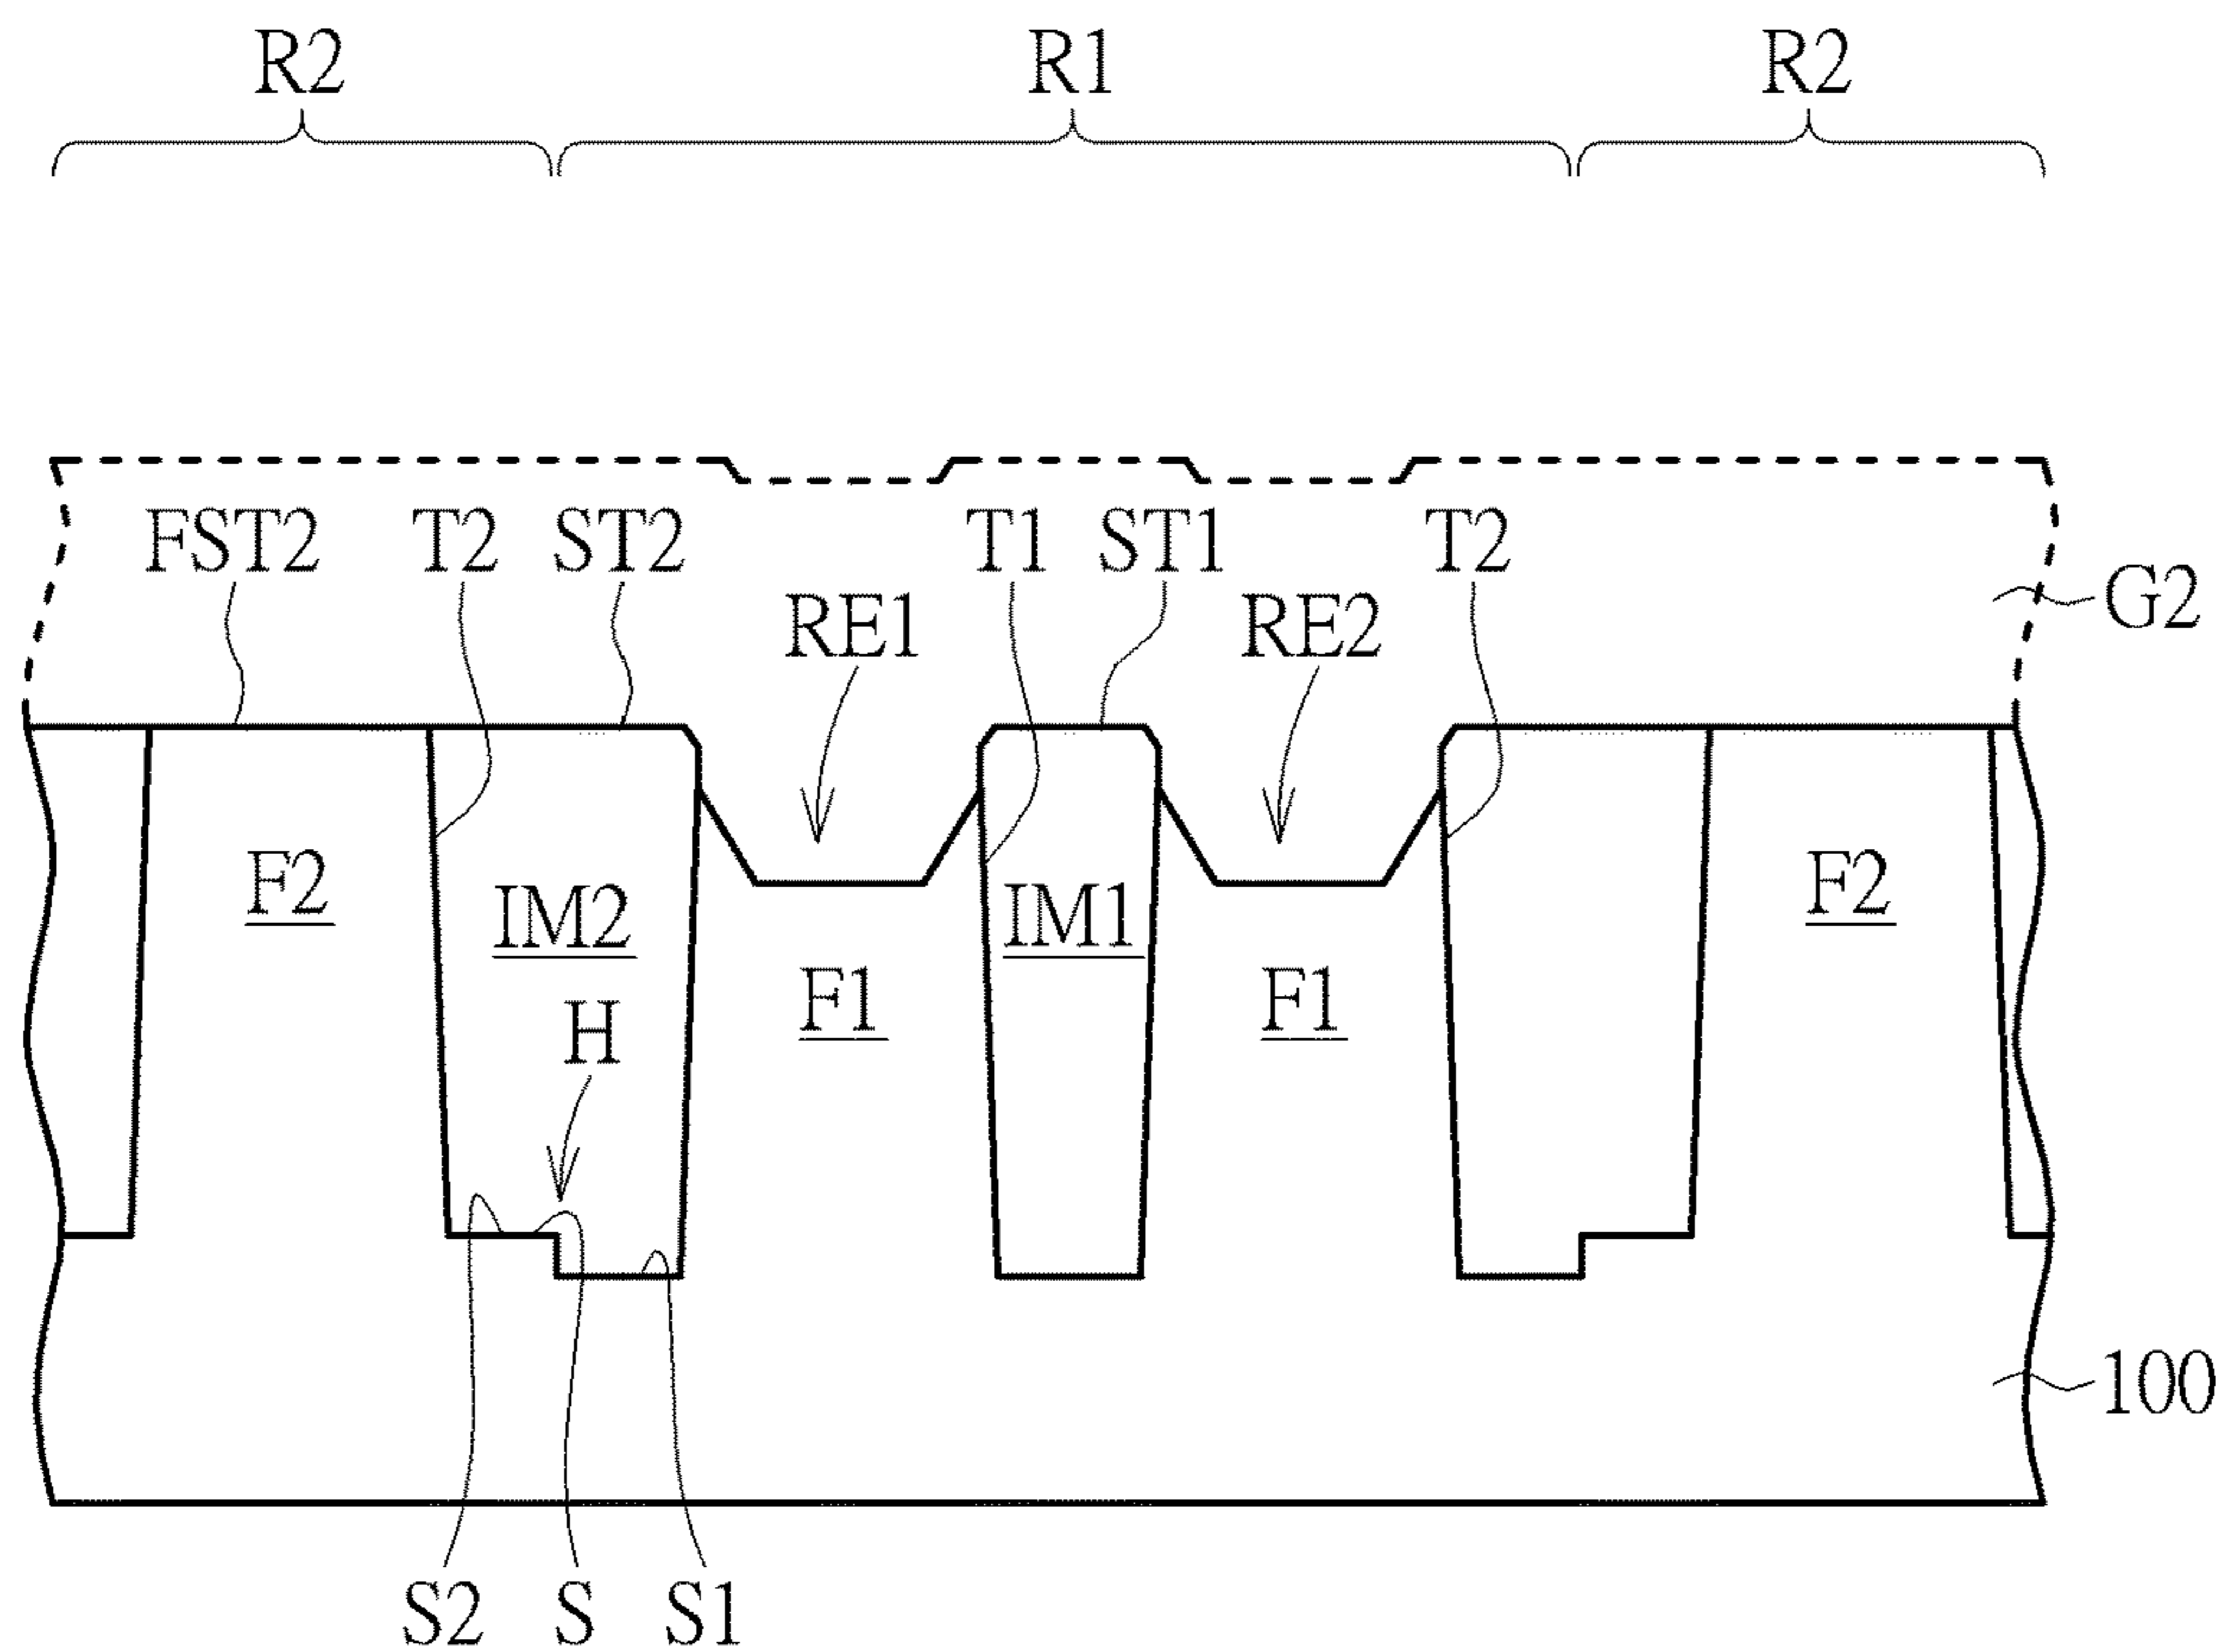 R2 R1 R2
FST2 T2 ST2 T1 ST1 T2
RE1 RE2 G2
F2 IM2 IM1 F2
F1 F1
H
100
S2 S S1